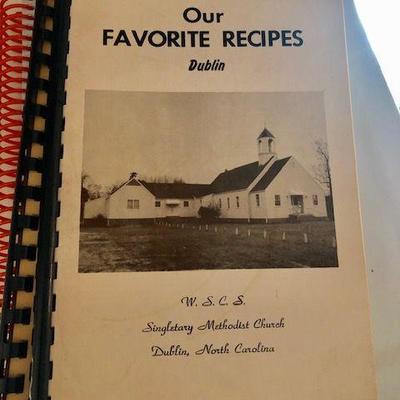 Our
FAVORITE RECIPES
Dublin
W. S. C. S.
Singletary Methodist Church
Dublin, North Carolina